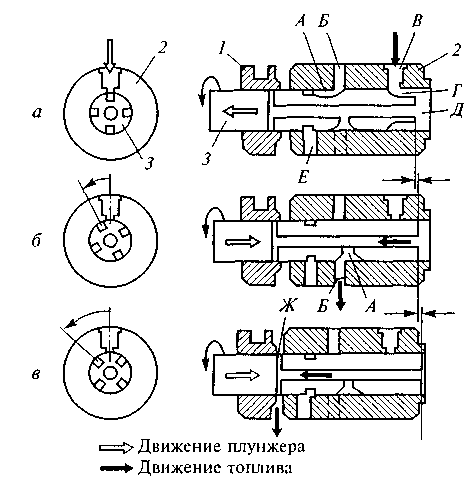 А Б В
1 2
2
а
3
3
Г
Д
Е
б
Б А
Ж
в
Движение плунжера
Движение топлива